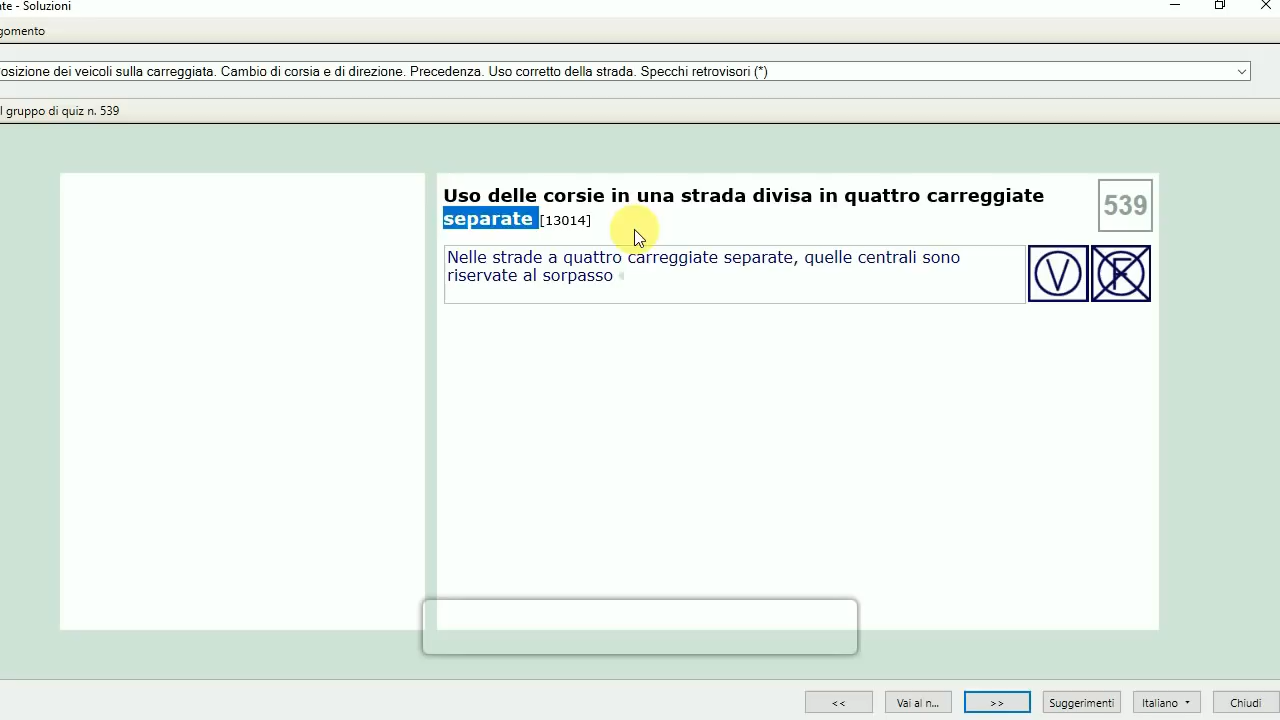 te - Soluzioni
gomento
osizione dei veicoli sulla carreggiata. Cambio di corsia e di direzione. Precedenza. Uso corretto della strada. Specchi retrovisori (*)
l gruppo di quiz n. 539
Uso delle corsie in una strada divisa in quattro carreggiate
separate [13014]
539
Nelle strade a quattro carreggiate separate, quelle centrali sono
riservate al sorpasso
V
F
<<
Vai al n...
>>
Suggerimenti
Italiano
Chiudi